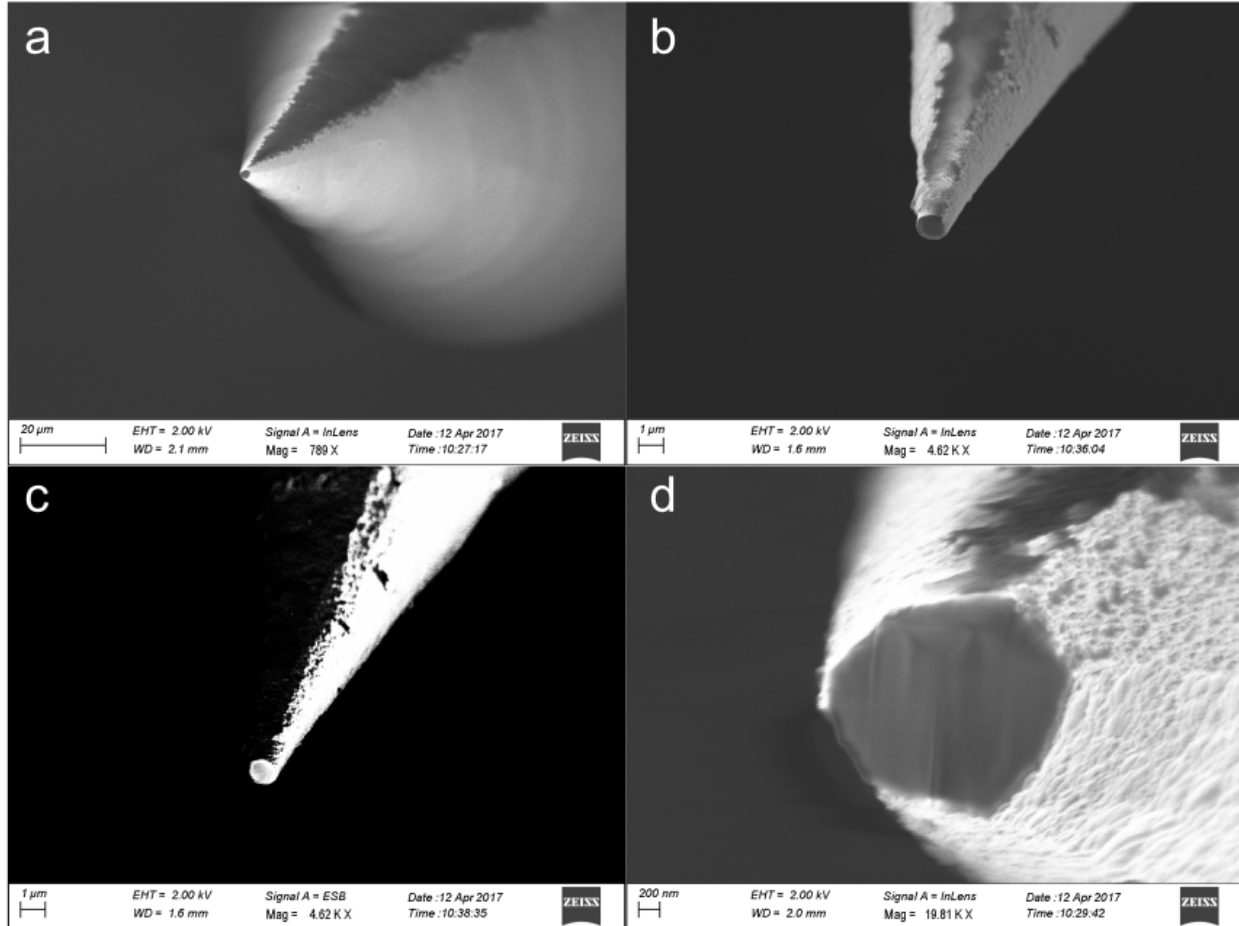 a
b
20 µm
EHT = 2.00 kV
Signal A = InLens
Date :12 Apr 2017
WD = 2.1 mm
Mag = 789 X
Time :10:27:17
ZEISS
1 µm
EHT = 2.00 kV
Signal A = InLens
Date :12 Apr 2017
WD = 1.6 mm
Mag = 4.62 K X
Time :10:36:04
ZEISS
c
d
1 µm
EHT = 2.00 kV
Signal A = ESB
Date :12 Apr 2017
WD = 1.6 mm
Mag = 4.62 K X
Time :10:38:35
ZEISS
200 nm
EHT = 2.00 kV
Signal A = InLens
Date :12 Apr 2017
WD = 2.0 mm
Mag = 19.81 K X
Time :10:29:42
ZEISS